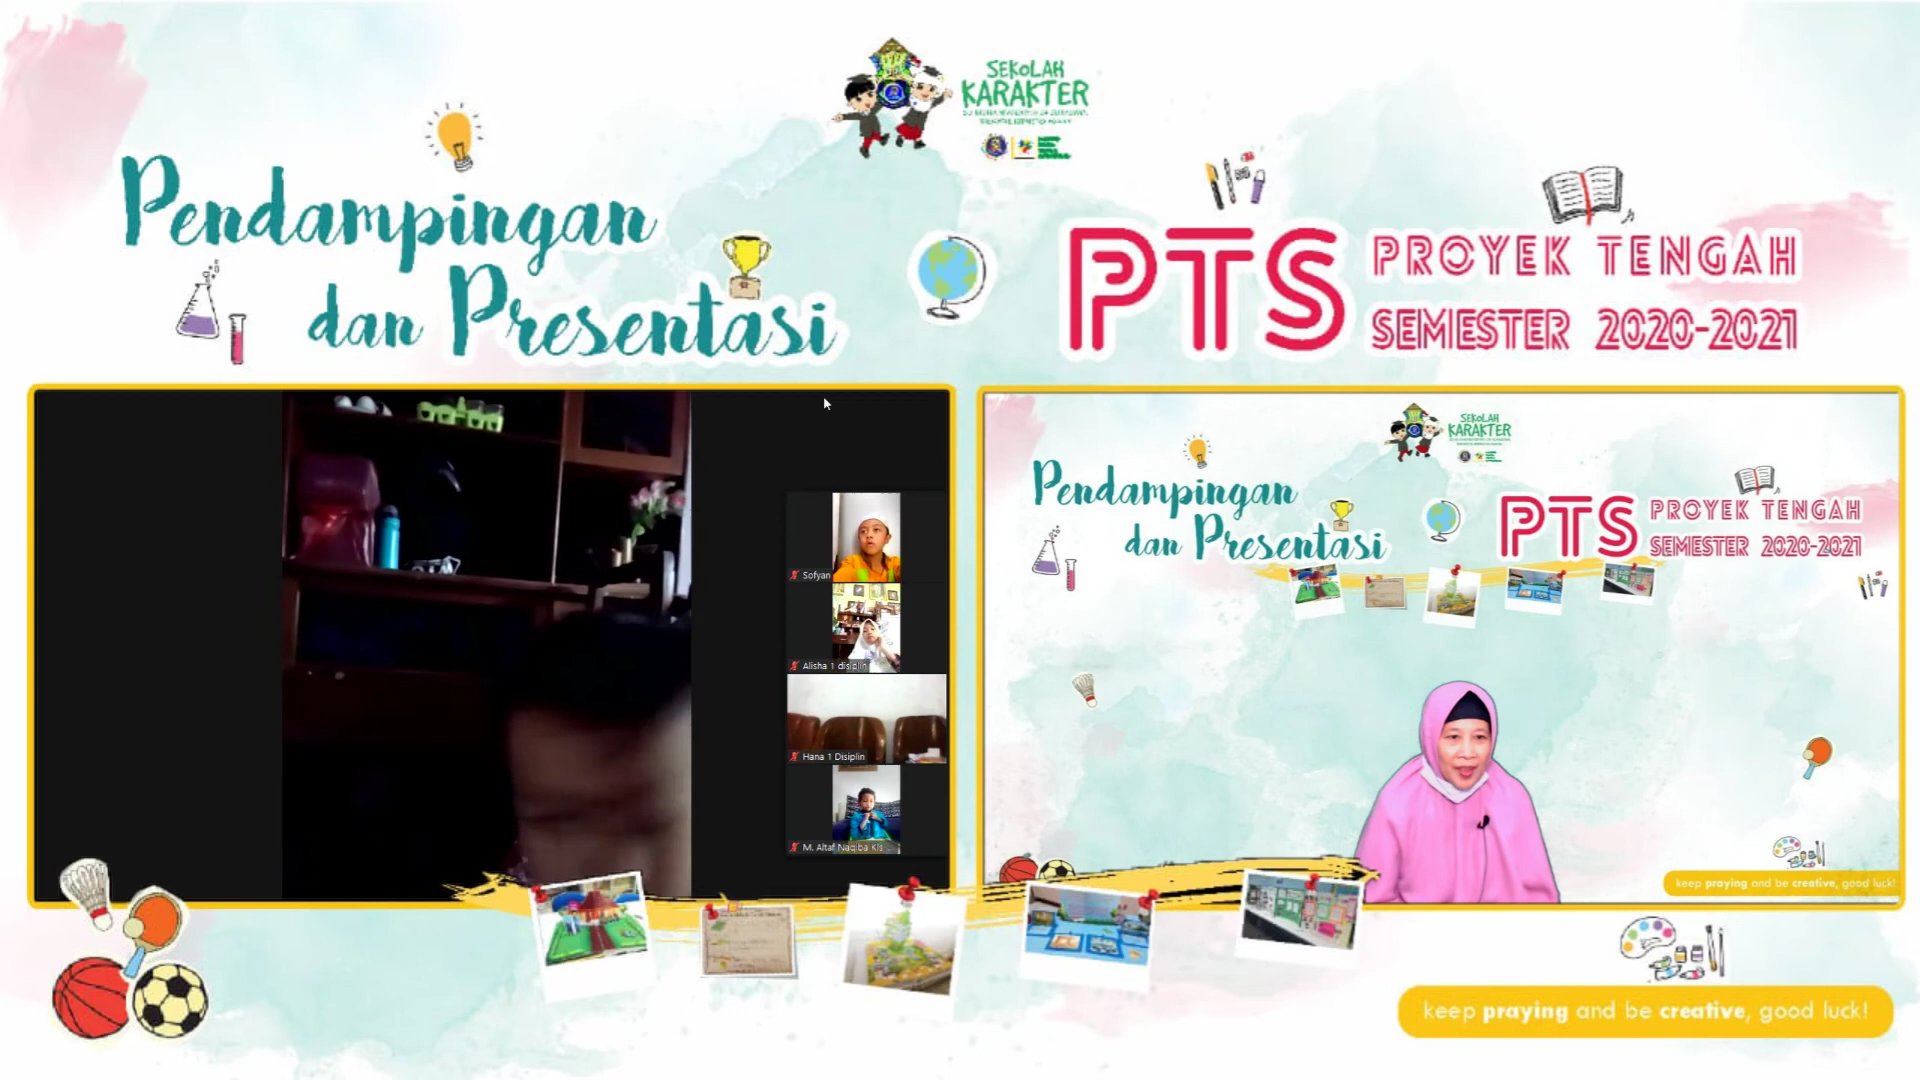 SEKOLAH
KARAKTER
Pendampingan
dan Presentasi
PTS
PROYEK TENGAH
SEMESTER 2020-2021
Sofyan
Alisha 1 disiplin
Hana 1 Disiplin
M. Altaf Naqiba Kls ...
SEKOLAH
KARAKTER
Pendampingan
dan Presentasi
PTS
PROYEK TENGAH
SEMESTER 2020-2021
keep praying and be creative, good luck!
keep praying and be creative, good luck!